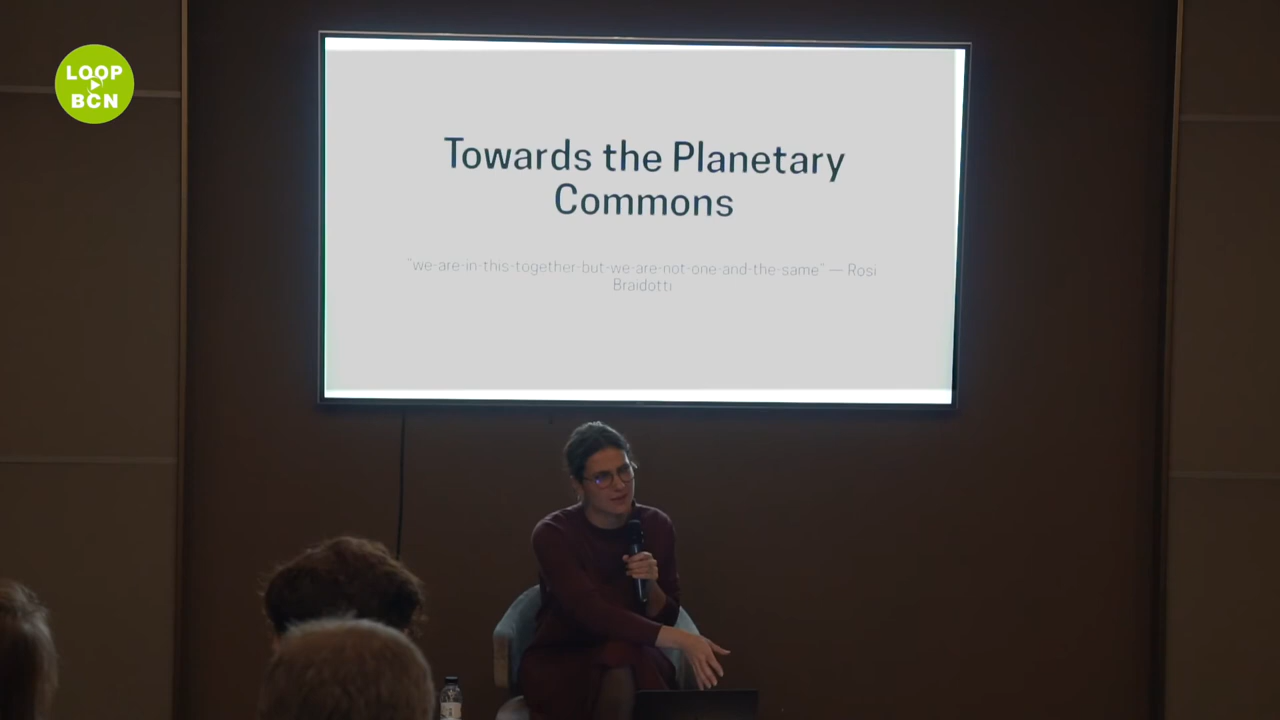 LOOP
BCN
Towards the Planetary
Commons
"we-are-in-this-together-but-we-are-not-one-and-the-same" — Rosi
Braidotti